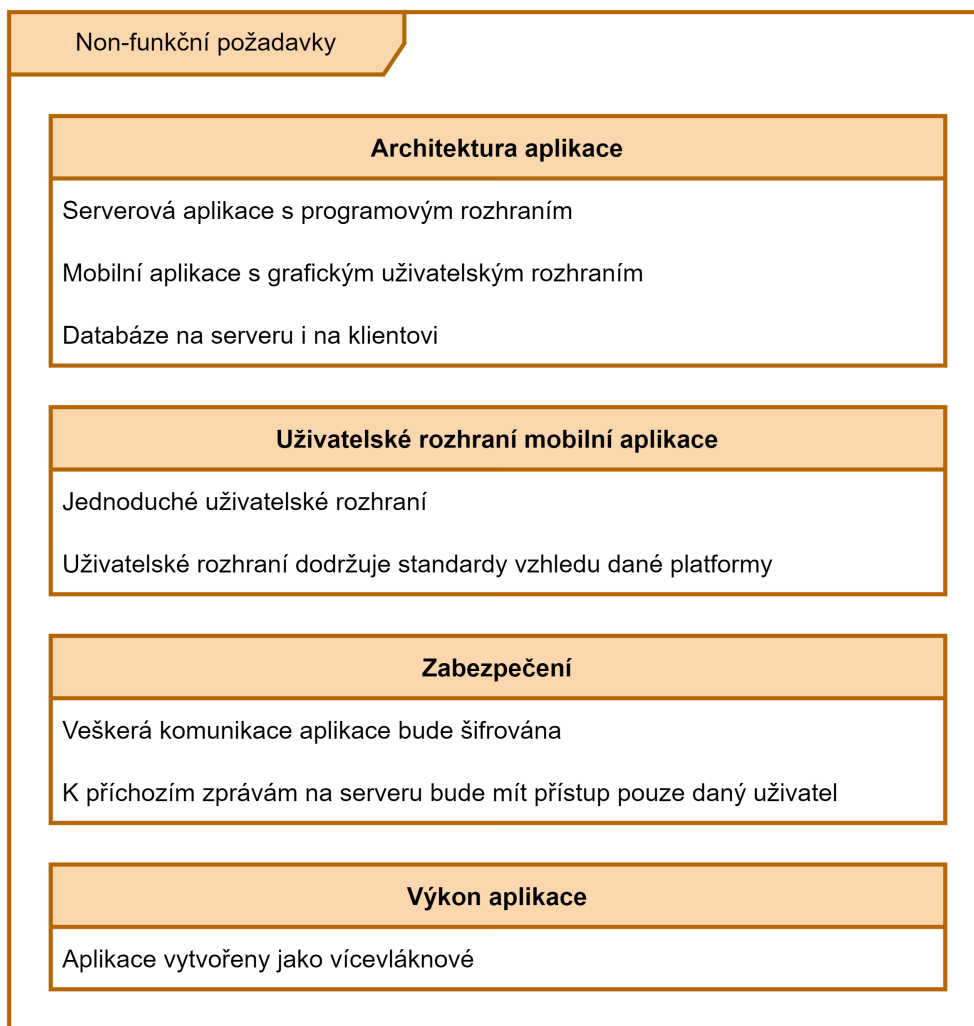 Non-funkční požadavky
Architektura aplikace
Serverová aplikace s programovým rozhraním
Mobilní aplikace s grafickým uživatelským rozhraním
Databáze na serveru i na klientovi
Uživatelské rozhraní mobilní aplikace
Jednoduché uživatelské rozhraní
Uživatelské rozhraní dodržuje standardy vzhledu dané platformy
Zabezpečení
Veškerá komunikace aplikace bude šifrována
K příchozím zprávám na serveru bude mít přístup pouze daný uživatel
Výkon aplikace
Aplikace vytvořeny jako vícevláknové